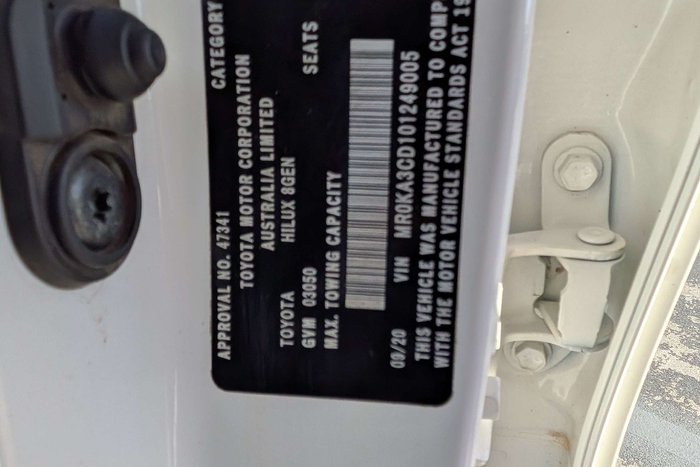 APPROVAL NO. 47341 CATEGORY
TOYOTA MOTOR CORPORATION
AUSTRALIA LIMITED
TOYOTA HILUX 8GEN
GVM 03050 SEATS
MAX. TOWING CAPACITY
09/20 VIN MR0KA3CD101249005
THIS VEHICLE WAS MANUFACTURED TO COMP
WITH THE MOTOR VEHICLE STANDARDS ACT 19